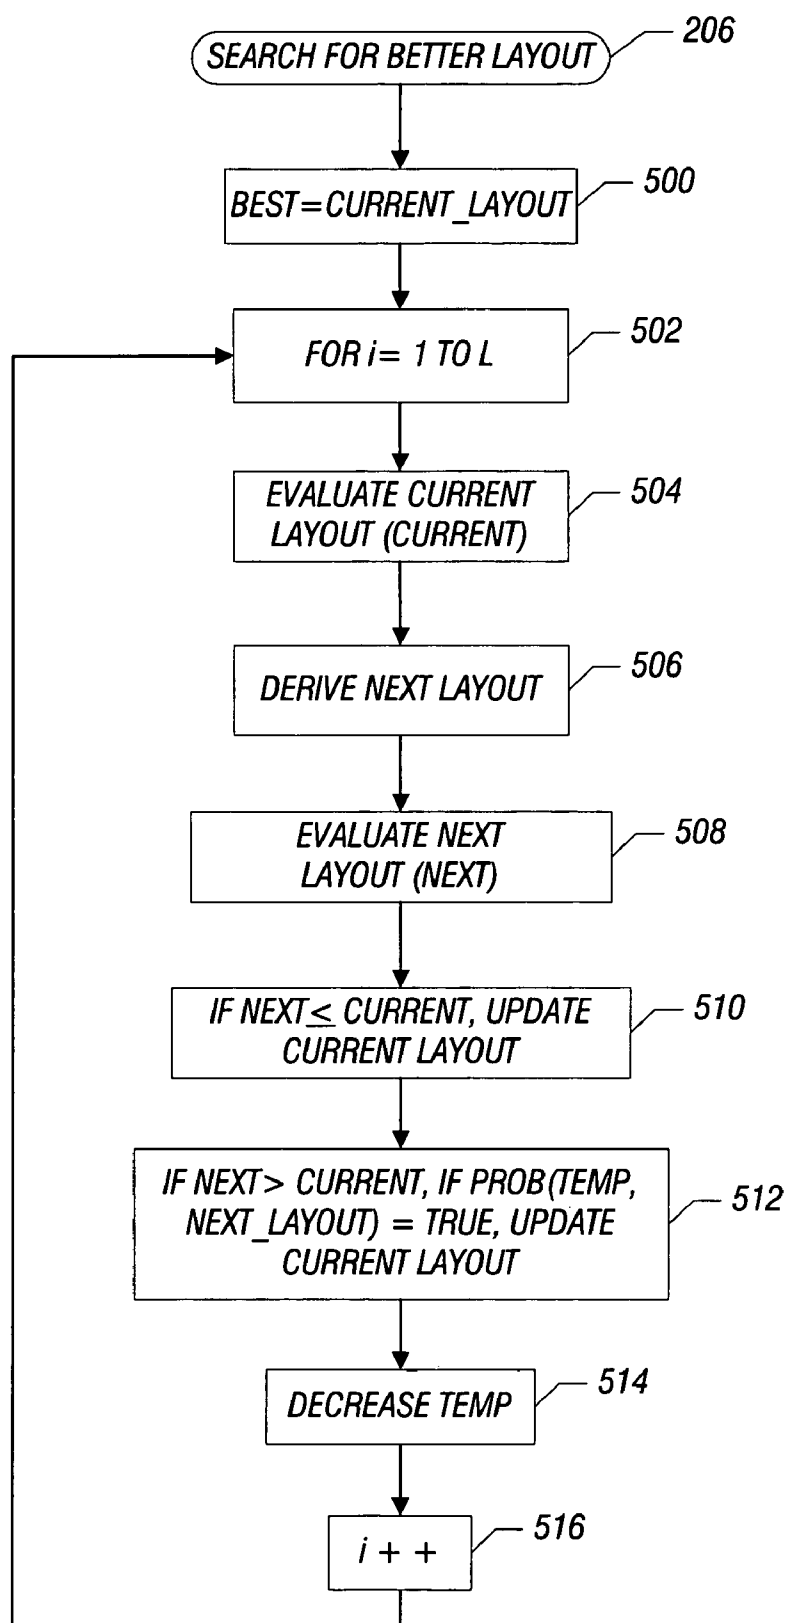 SEARCH FOR BETTER LAYOUT
206
BEST=CURRENT_LAYOUT
500
FOR i= 1 TO L
502
EVALUATE CURRENT
LAYOUT (CURRENT)
504
DERIVE NEXT LAYOUT
506
EVALUATE NEXT
LAYOUT (NEXT)
508
IF NEXT≤ CURRENT, UPDATE
CURRENT LAYOUT
510
IF NEXT> CURRENT, IF PROB(TEMP,
NEXT_LAYOUT) = TRUE, UPDATE
CURRENT LAYOUT
512
DECREASE TEMP
514
i + +
516